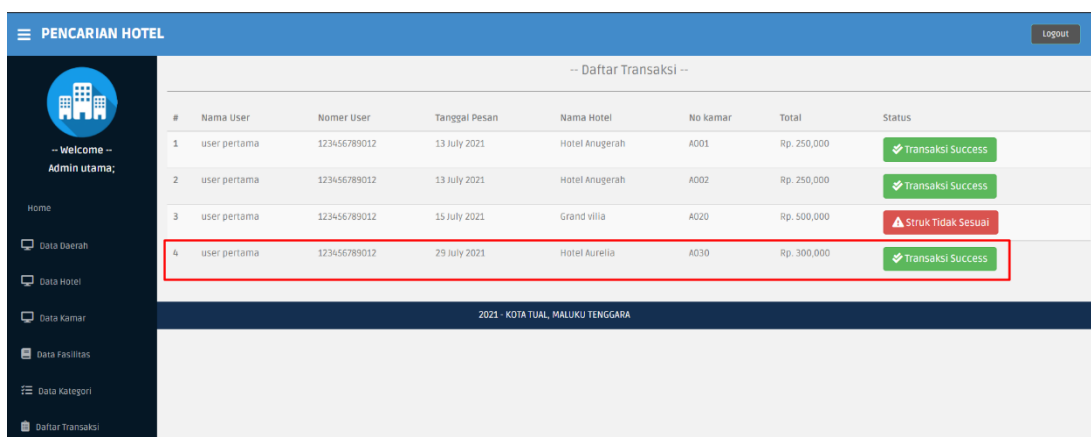 PENCARIAN HOTEL
Logout
-- Welcome --
Admin utama;
Home
Data Daerah
Data Hotel
Data Kamar
Data Fasilitas
Data Kategori
Daftar Transaksi
-- Daftar Transaksi --
# Nama User Nomer User Tanggal Pesan Nama Hotel No kamar Total Status
1 user pertama 123456789012 13 July 2021 Hotel Anugerah A001 Rp. 250,000 Transaksi Success
2 user pertama 123456789012 13 July 2021 Hotel Anugerah A002 Rp. 250,000 Transaksi Success
3 user pertama 123456789012 15 July 2021 Grand vilia A020 Rp. 500,000 Struk Tidak Sesuai
4 user pertama 123456789012 29 July 2021 Hotel Aurelia A030 Rp. 300,000 Transaksi Success
2021 - KOTA TUAL, MALUKU TENGGARA